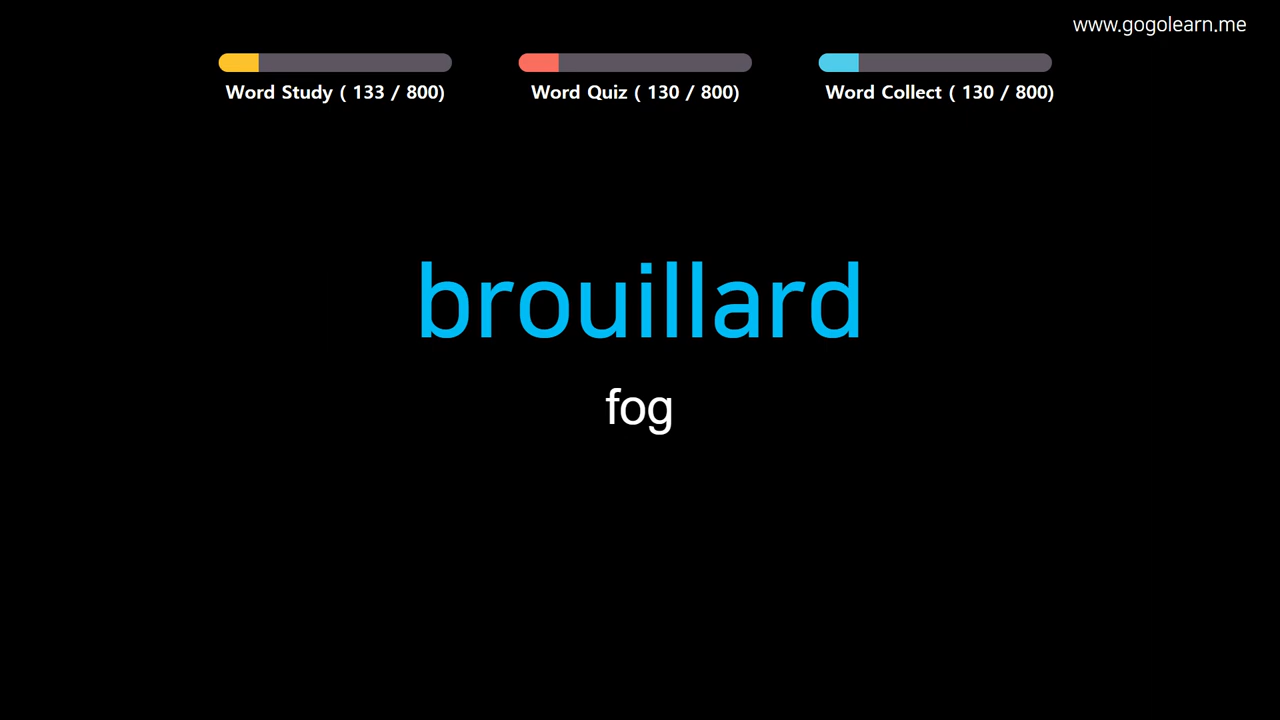 www.gogolearn.me
Word Study ( 133 / 800)
Word Quiz ( 130 / 800)
Word Collect ( 130 / 800)
brouillard
fog